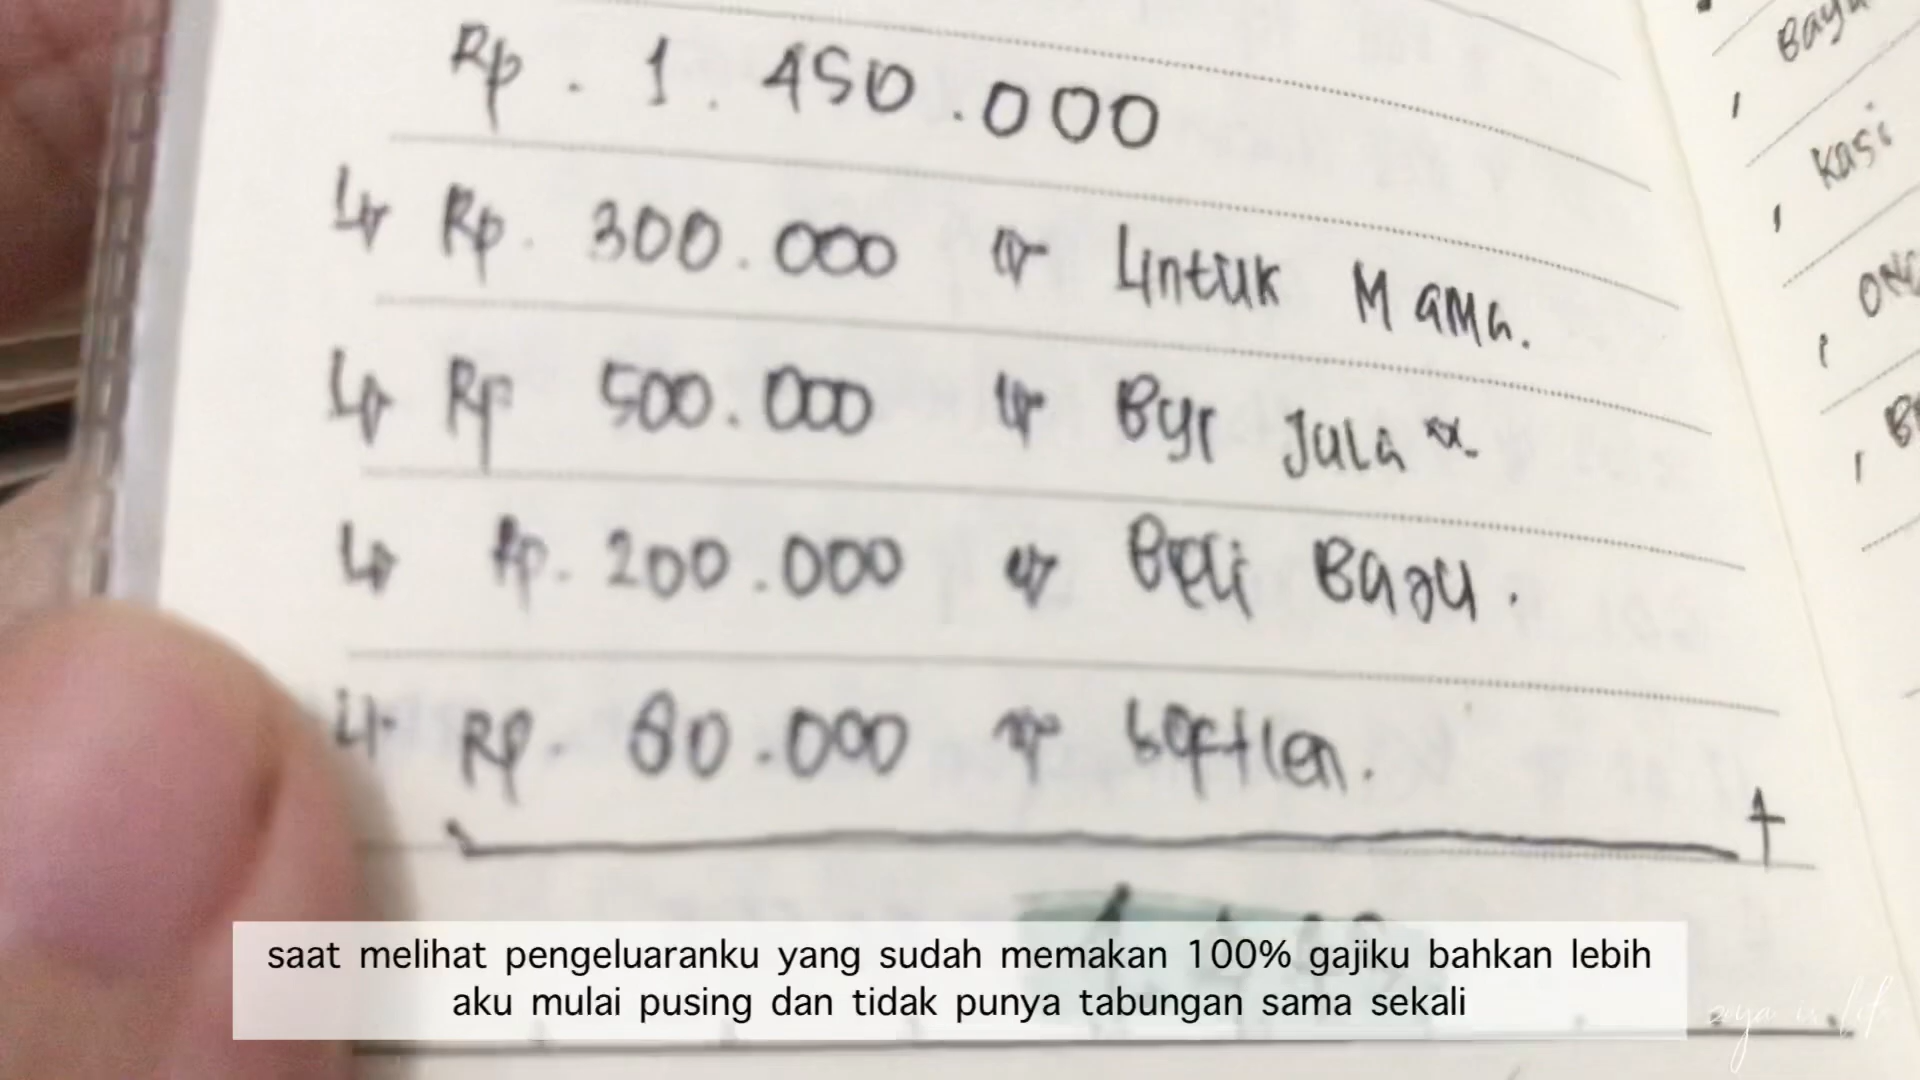 Rp. 1.450.000
Rp. 300.000 Untuk Mama.
Rp 500.000 Byr Jula
Rp. 200.000 Beli Baju.
Rp. 80.000 Softlen.
saat melihat pengeluaranku yang sudah memakan 100% gajiku bahkan lebih
aku mulai pusing dan tidak punya tabungan sama sekali
Kasi